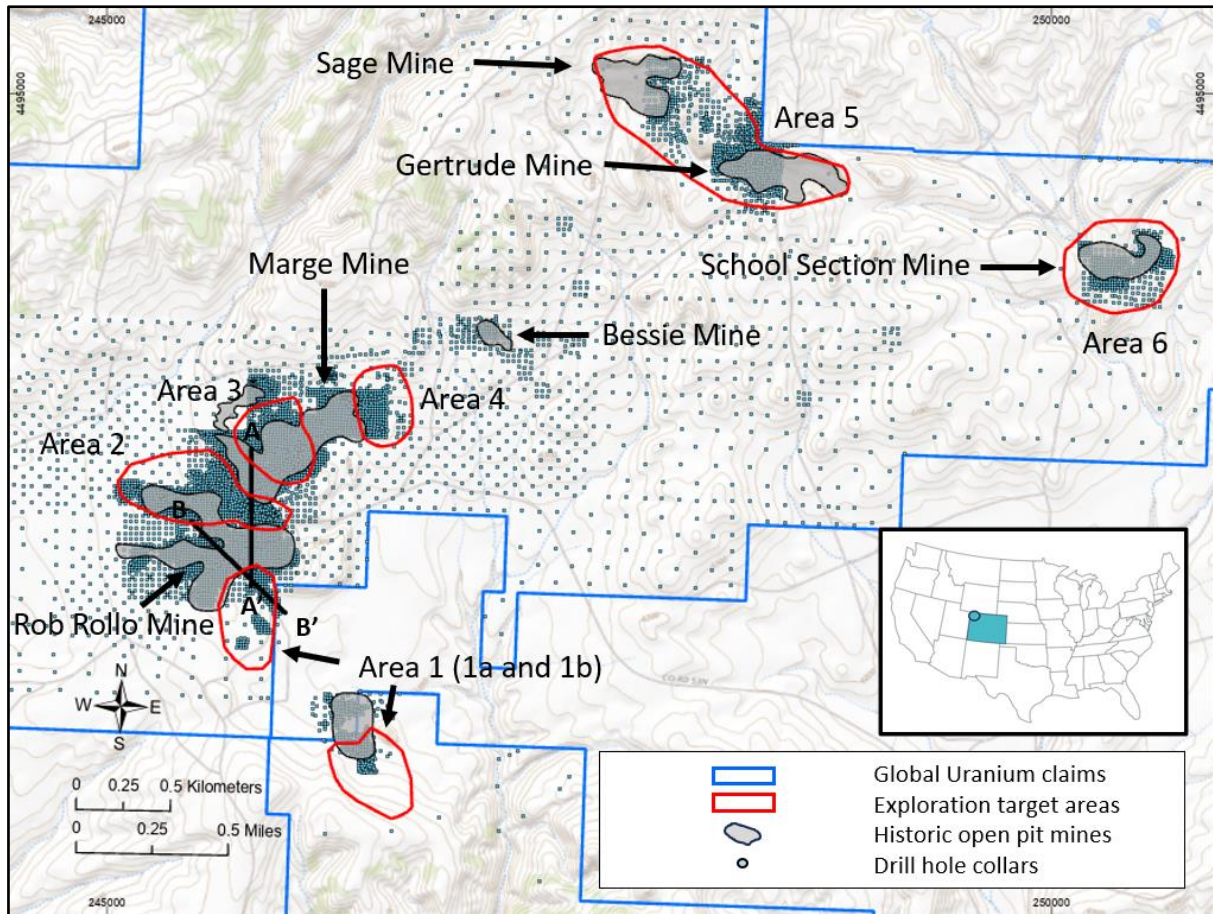 245000
250000
4495000
4495000
Sage Mine
Area 5
Gertrude Mine
Marge Mine
School Section Mine
Bessie Mine
Area 6
Area 3
Area 4
A
Area 2
B
Rob Rollo Mine
A'
B'
Area 1 (1a and 1b)
CO RD 53N
N
W E
S
0 0.25 0.5 Kilometers
0 0.25 0.5 Miles
Global Uranium claims
Exploration target areas
Historic open pit mines
Drill hole collars
245000
250000